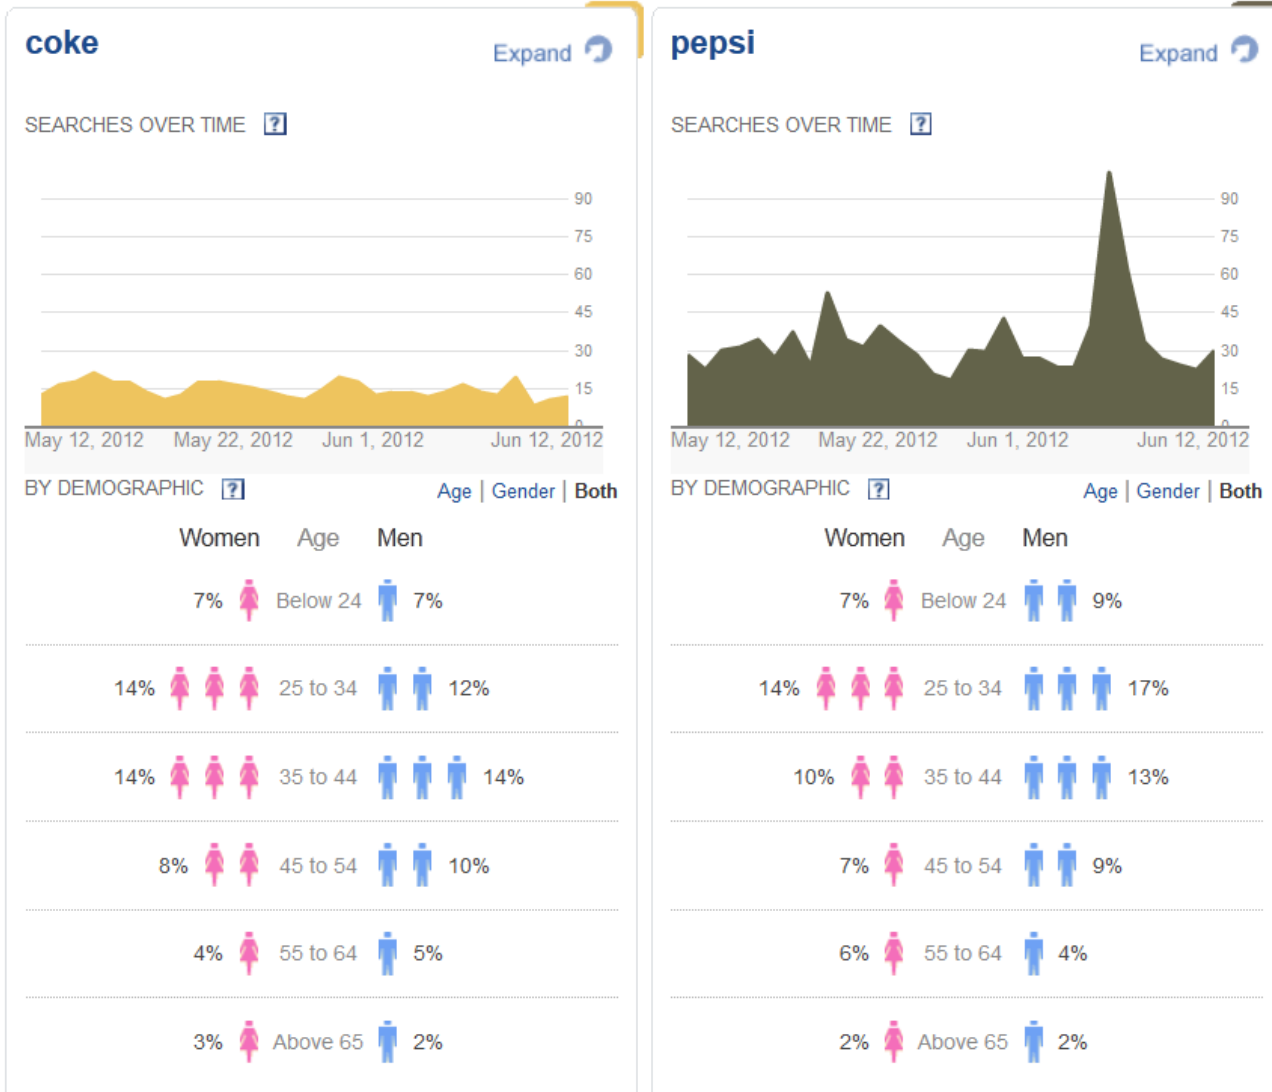 coke
Expand
SEARCHES OVER TIME ?
90
75
60
45
30
15
0
May 12, 2012 May 22, 2012 Jun 1, 2012 Jun 12, 2012
BY DEMOGRAPHIC ? Age | Gender | Both
Women Age Men
7% Below 24 7%
14% 25 to 34 12%
14% 35 to 44 14%
8% 45 to 54 10%
4% 55 to 64 5%
3% Above 65 2%
pepsi
Expand
SEARCHES OVER TIME ?
90
75
60
45
30
15
0
May 12, 2012 May 22, 2012 Jun 1, 2012 Jun 12, 2012
BY DEMOGRAPHIC ? Age | Gender | Both
Women Age Men
7% Below 24 9%
14% 25 to 34 17%
10% 35 to 44 13%
7% 45 to 54 9%
6% 55 to 64 4%
2% Above 65 2%